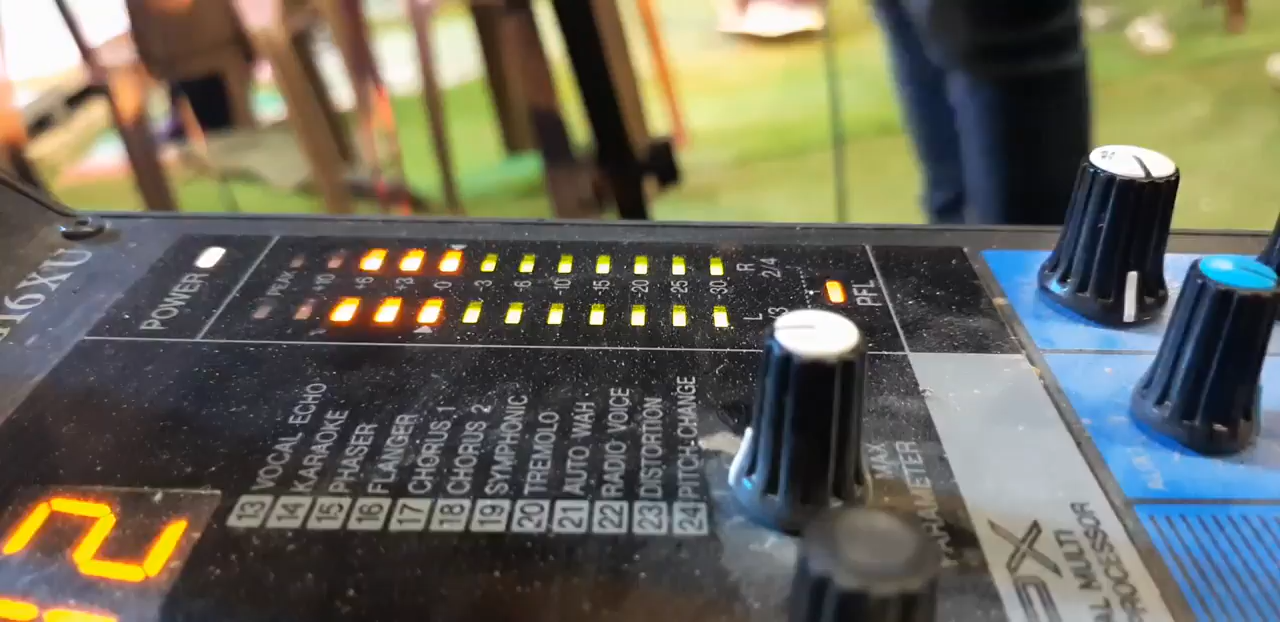 16XU
POWER
PEAK
+10
+6
+3
-0
-3
-6
-10
-15
-20
-25
-30
L R
2/4
PFL
13 VOCAL ECHO
14 KARAOKE
15 PHASER
16 FLANGER
17 CHORUS 1
18 CHORUS 2
19 SYMPHONIC
20 TREMOLO
21 AUTO WAH
22 RADIO VOICE
23 DISTORTION
24 PITCH CHANGE
MAX
PARAMETER
2